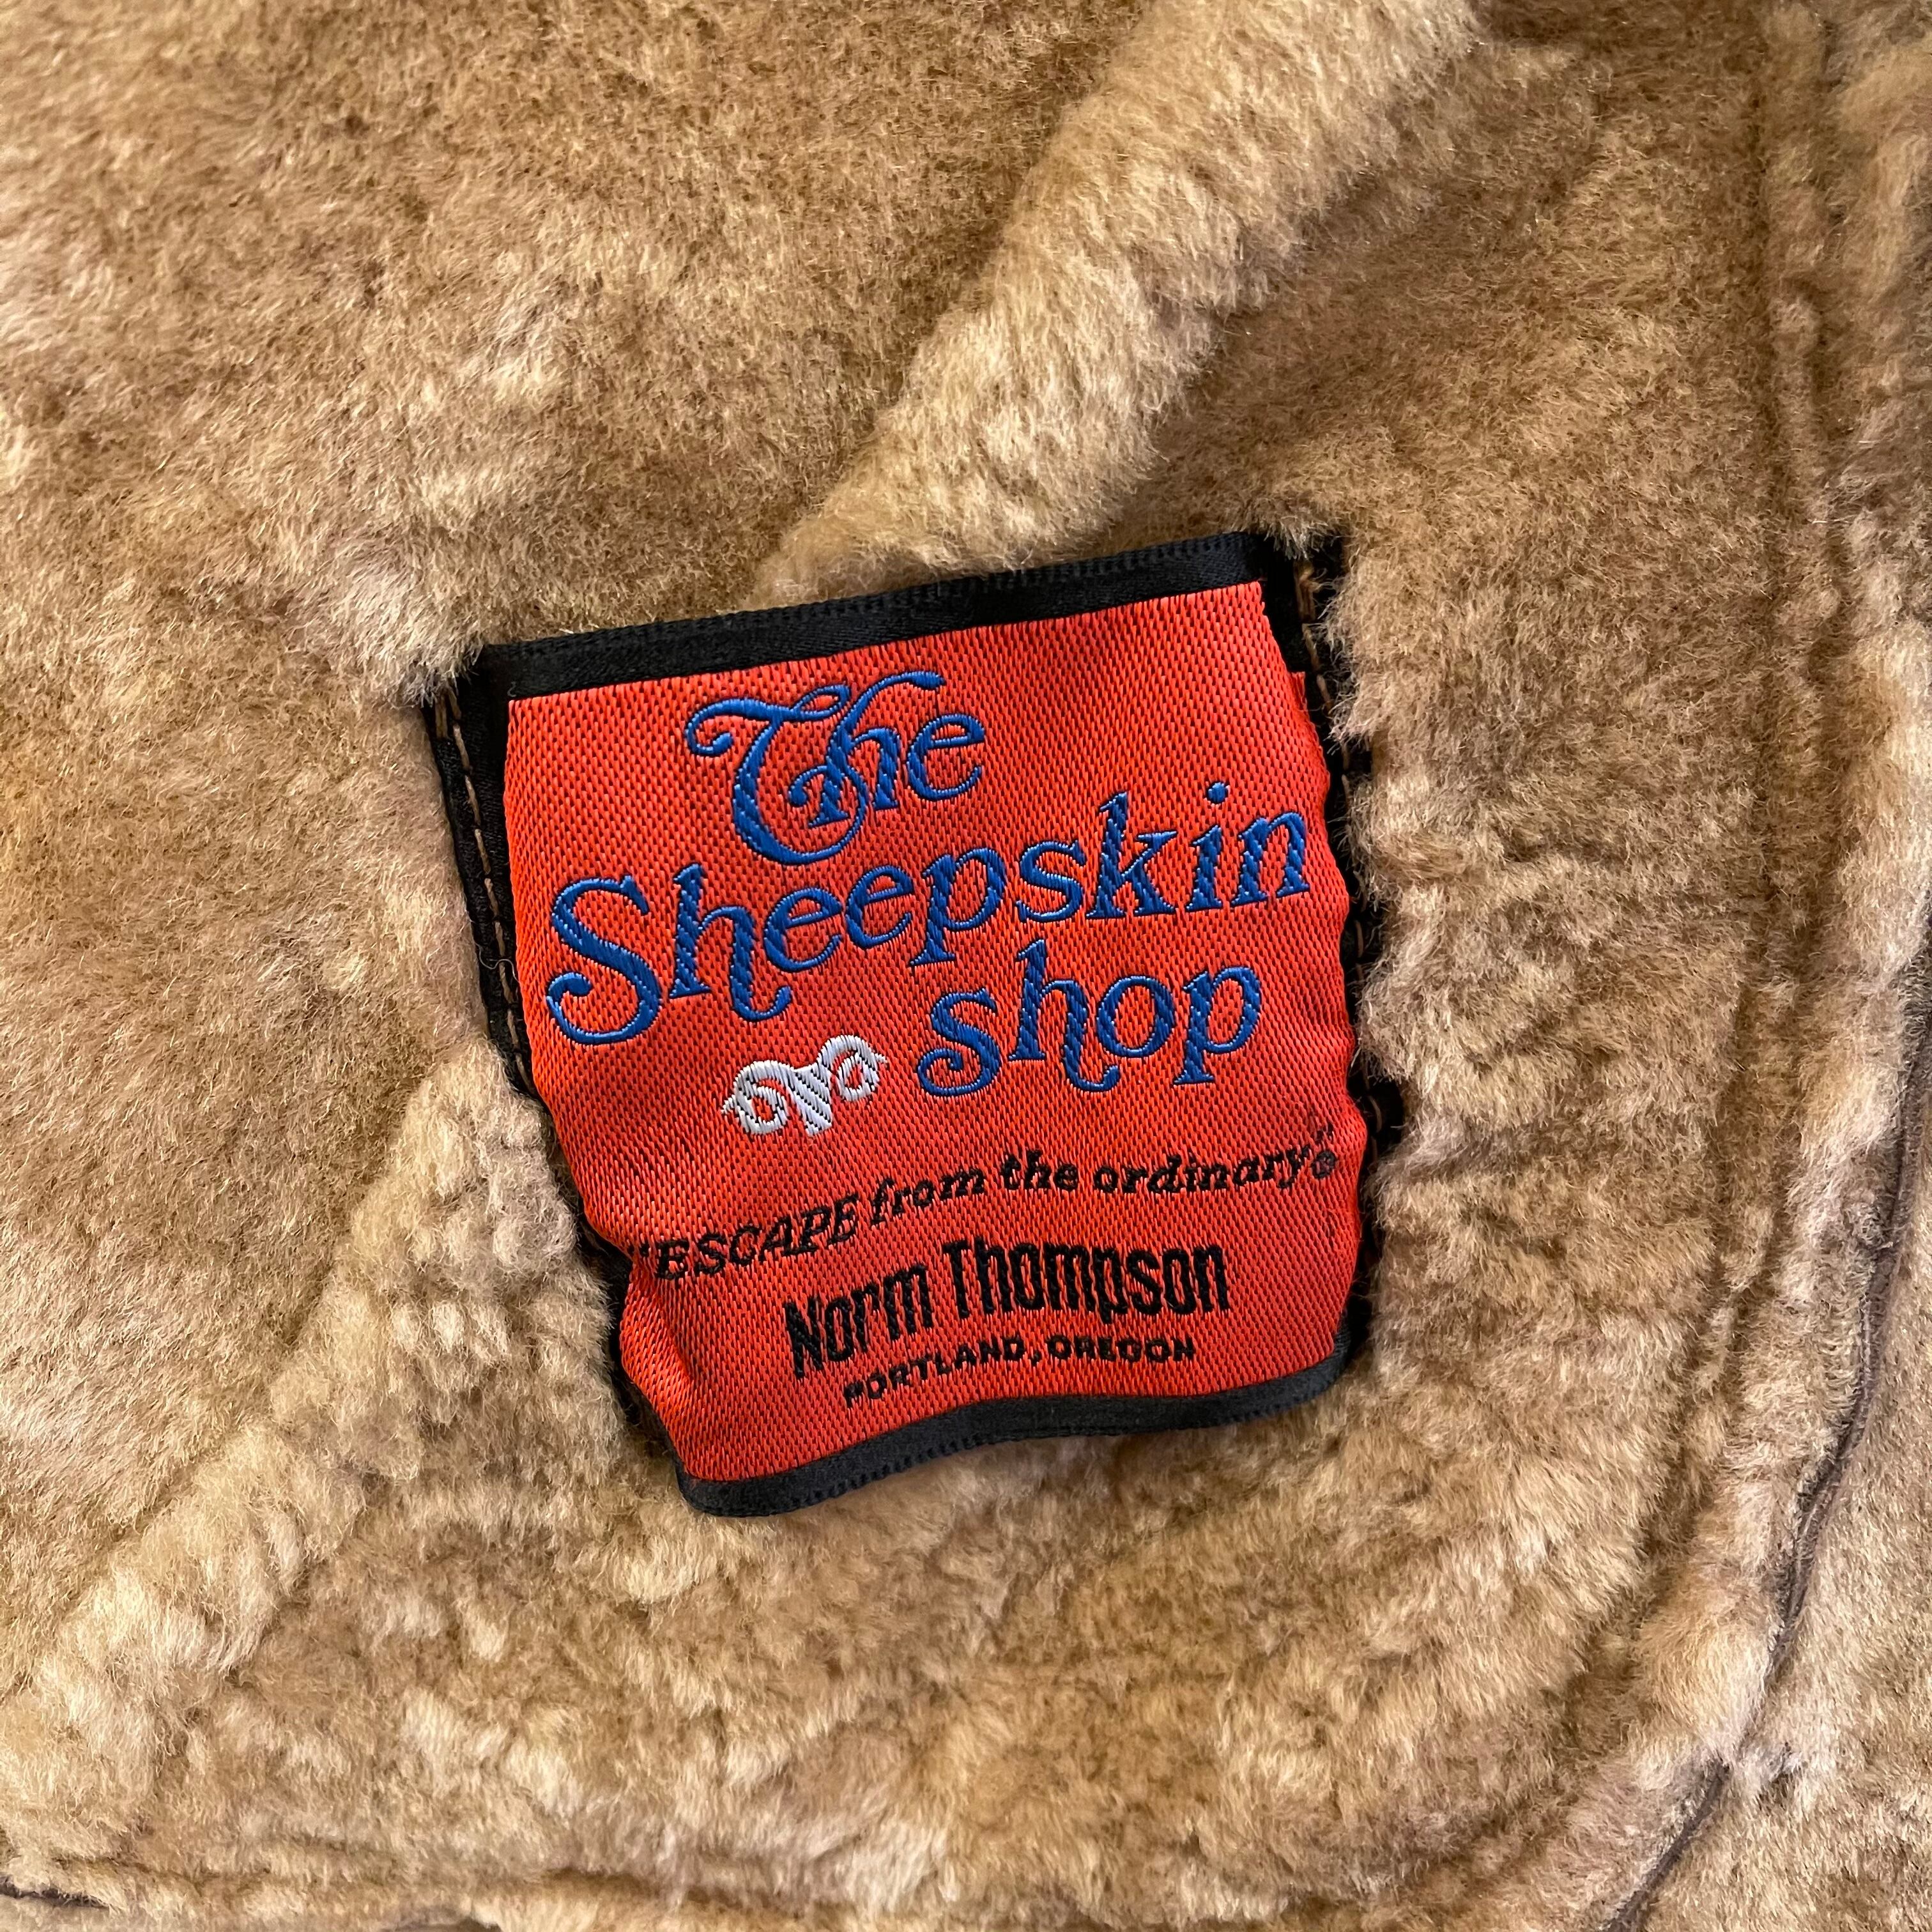 The
Sheepskin
shop
"ESCAPE from the ordinary"®
Norm Thompson
PORTLAND, OREGON